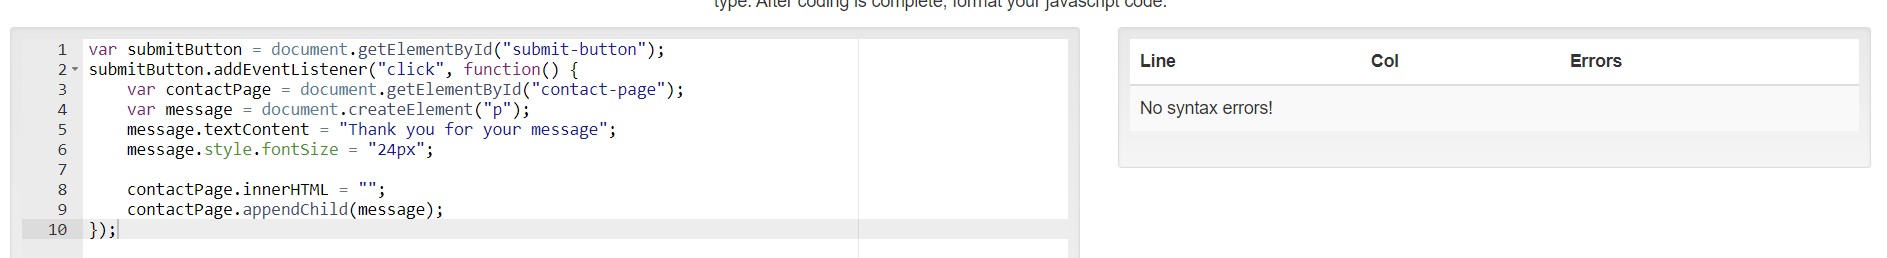 type. After coding is complete, format your javascript code.
1 var submitButton = document.getElementById("submit-button");
2 submitButton.addEventListener("click", function() {
3     var contactPage = document.getElementById("contact-page");
4     var message = document.createElement("p");
5     message.textContent = "Thank you for your message";
6     message.style.fontSize = "24px";
7
8     contactPage.innerHTML = "";
9     contactPage.appendChild(message);
10 });
Line Col Errors
No syntax errors!